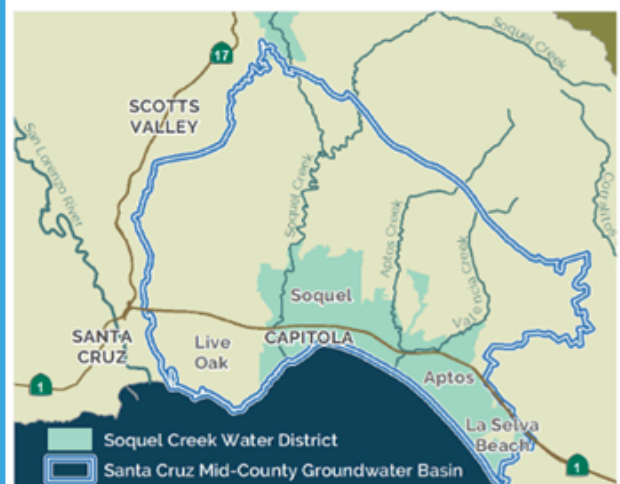 Soquel Creek
17
SCOTTS
VALLEY
San Lorenzo River
Soquel Creek
Aptos Creek
Valencia creek
Corralitos
Soquel
SANTA
CRUZ
Live
Oak
CAPITOLA
1
Aptos
La Selva
Beach
1
Soquel Creek Water District
Santa Cruz Mid-County Groundwater Basin